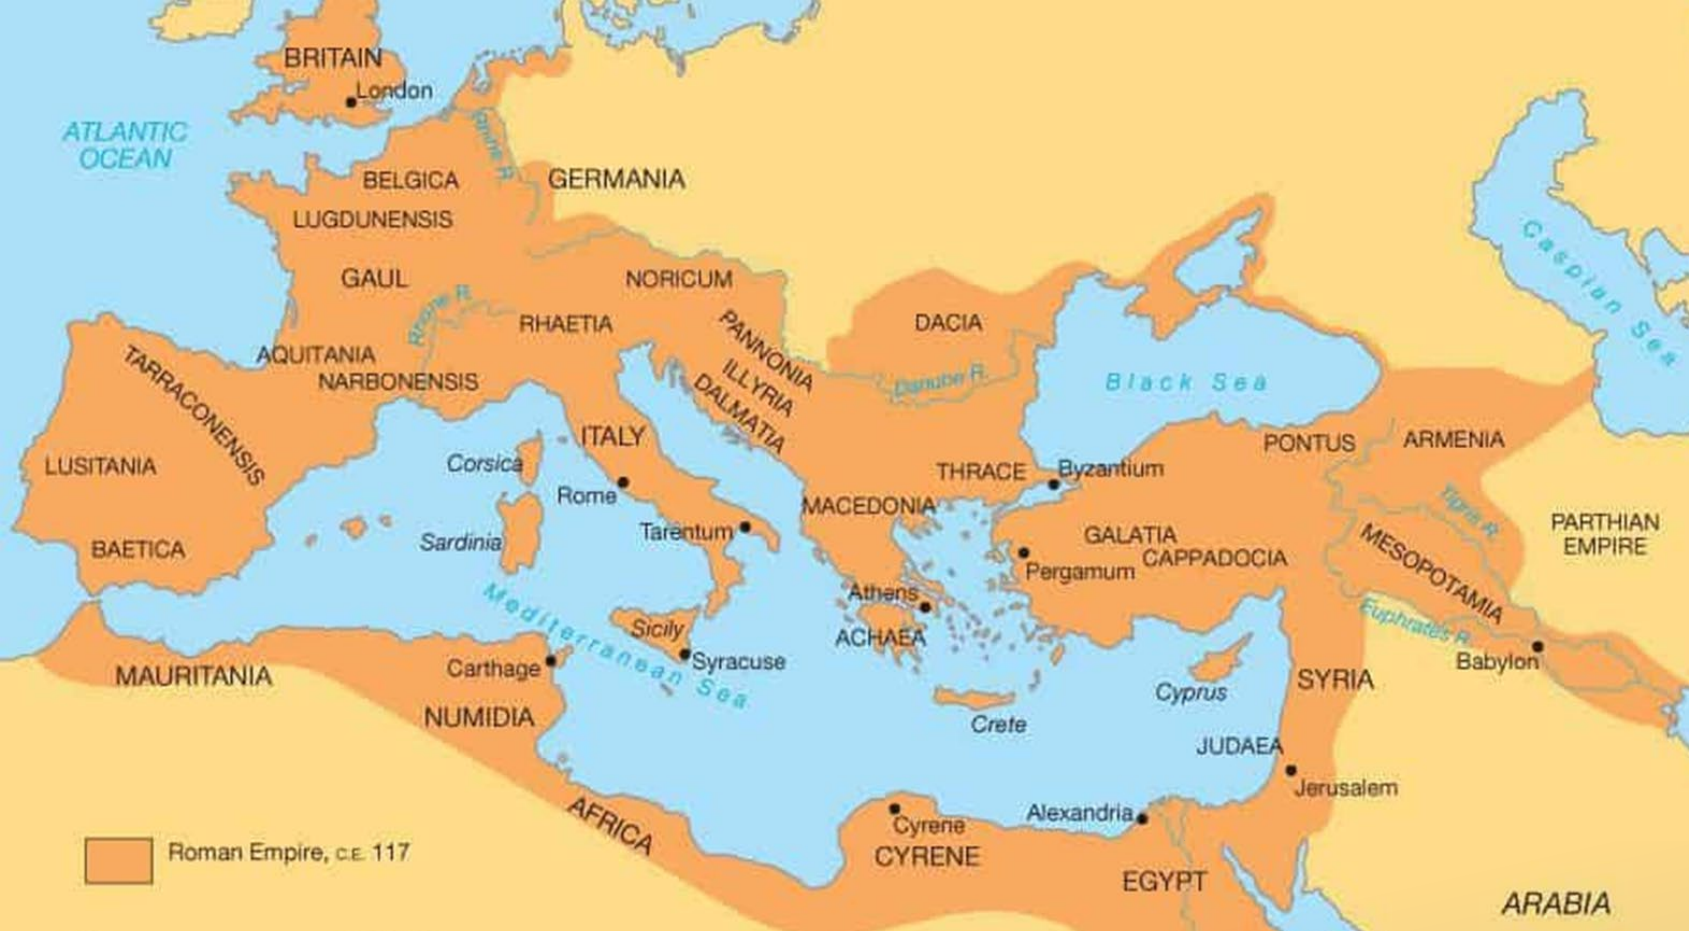 BRITAIN
London
ATLANTIC
OCEAN
Rhine R.
BELGICA
GERMANIA
LUGDUNENSIS
GAUL
NORICUM
Rhone R.
RHAETIA
PANNONIA
ILLYRIA
DALMATIA
DACIA
Danube R.
Black Sea
Caspian Sea
TARRACONENSIS
AQUITANIA
NARBONENSIS
LUSITANIA
BAETICA
Corsica
ITALY
Rome
Sardinia
Tarentum
THRACE
Byzantium
MACEDONIA
PONTUS
ARMENIA
Tigris R.
PARTHIAN
EMPIRE
GALATIA
CAPPADOCIA
Pergamum
MESOPOTAMIA
Athens
ACHAEA
Euphrates R.
Babylon
Mediterranean Sea
Sicily
Syracuse
Carthage
MAURITANIA
NUMIDIA
Crete
Cyprus
SYRIA
JUDAEA
Jerusalem
AFRICA
Cyrene
CYRENE
Alexandria
EGYPT
ARABIA
Roman Empire, C.E. 117